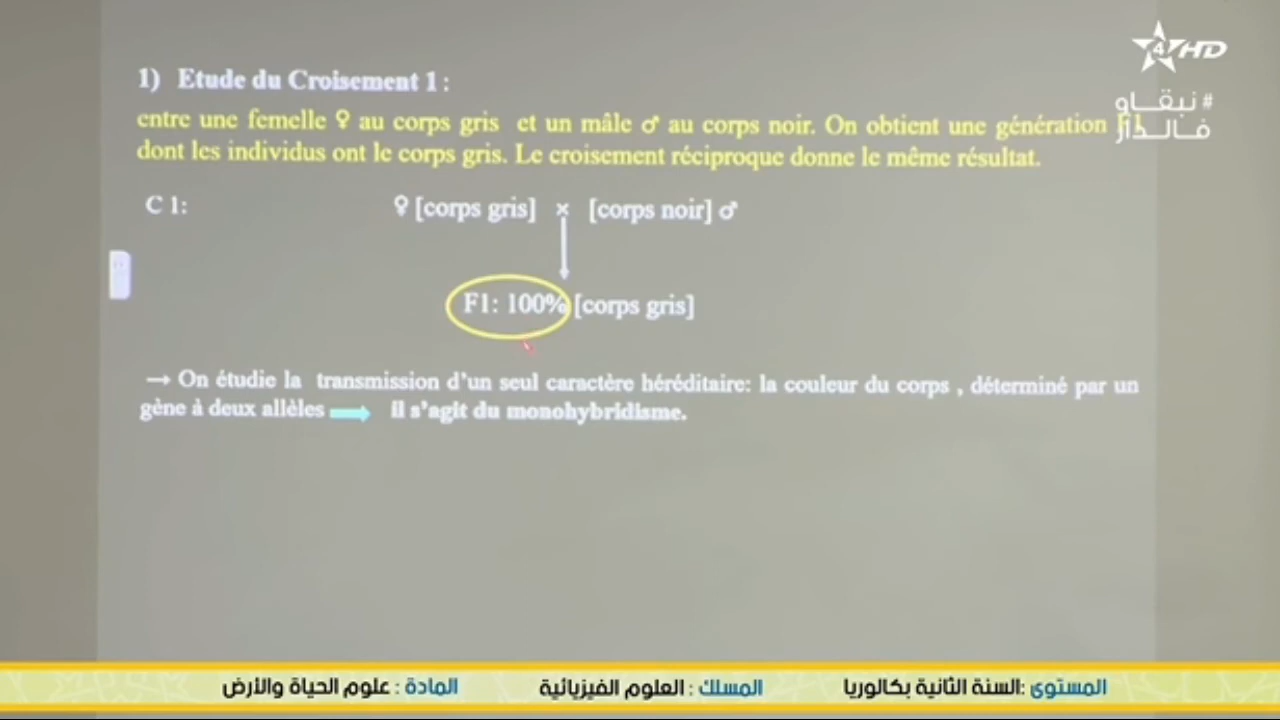 4 HD
# نبقاو
فالدار
1) Etude du Croisement 1 :
entre une femelle ♀ au corps gris et un mâle ♂ au corps noir. On obtient une génération F1
dont les individus ont le corps gris. Le croisement réciproque donne le même résultat.
C 1: ♀ [corps gris] × [corps noir] ♂
F1: 100% [corps gris]
→ On étudie la transmission d'un seul caractère héréditaire: la couleur du corps , déterminé par un
gène à deux allèles Il s'agit du monohybridisme.
المستوى :السنة الثانية بكالوريا المسلك : العلوم الفيزيائية المادة : علوم الحياة والأرض